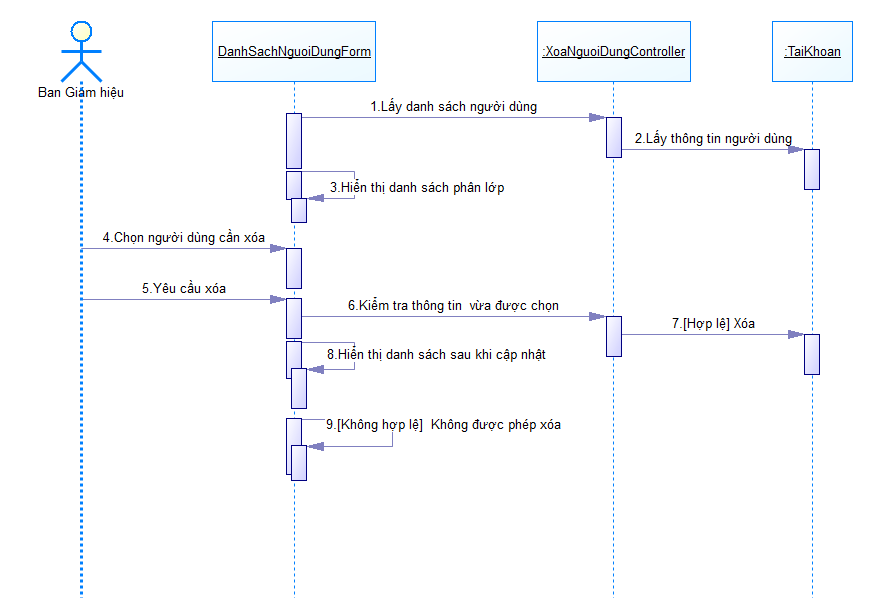 DanhSachNguoiDungForm
:XoaNguoiDungController
:TaiKhoan
Ban Giám hiệu
1.Lấy danh sách người dùng
2.Lấy thông tin người dùng
3.Hiển thị danh sách phân lớp
4.Chọn người dùng cần xóa
5.Yêu cầu xóa
6.Kiểm tra thông tin vừa được chọn
7.[Hợp lệ] Xóa
8.Hiển thị danh sách sau khi cập nhật
9.[Không hợp lệ] Không được phép xóa